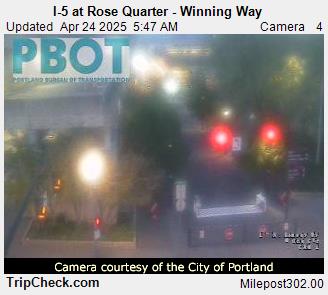 I-5 at Rose Quarter - Winning Way
Updated Apr 24 2025 5:47 AM Camera 4
PBOT
PORTLAND BUREAU OF TRANSPORTATION
Camera courtesy of the City of Portland
TripCheck.com Milepost302.00